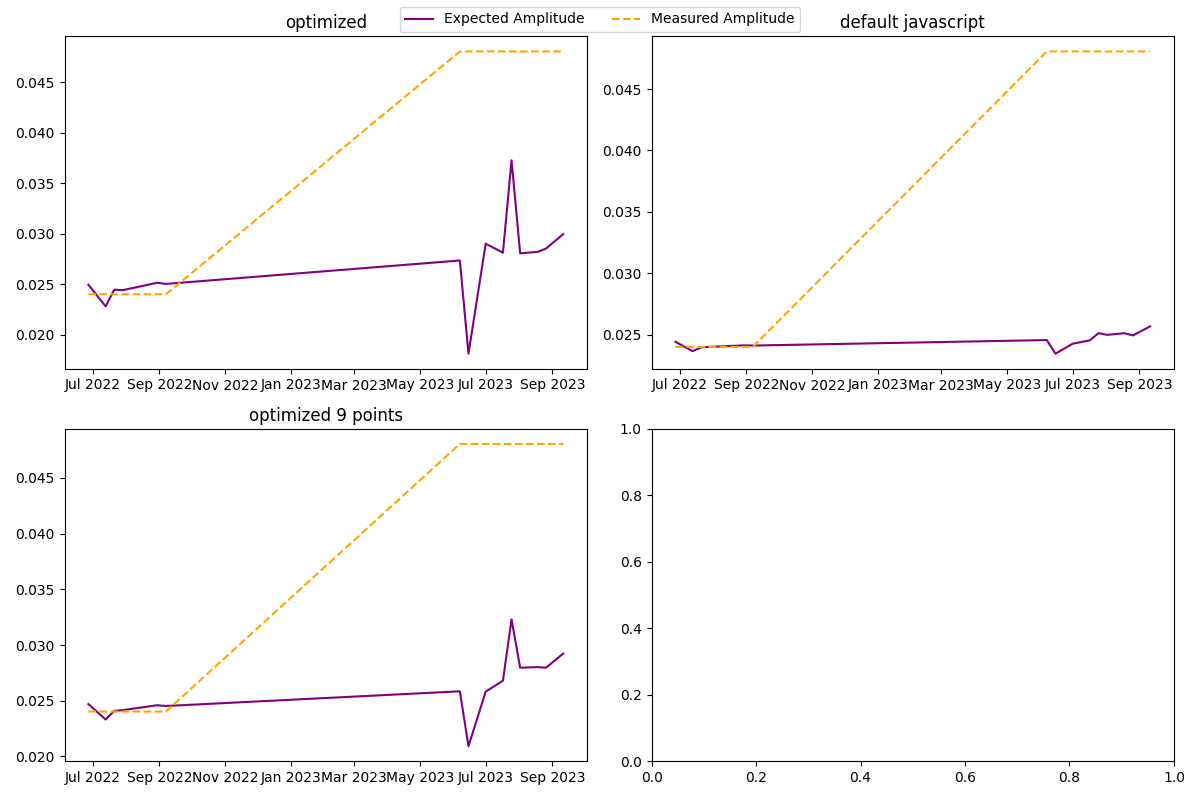 optimized
Expected Amplitude
Measured Amplitude
default javascript
0.045
0.040
0.035
0.030
0.025
0.020
Jul 2022 Sep 2022 Nov 2022 Jan 2023 Mar 2023 May 2023 Jul 2023 Sep 2023
0.045
0.040
0.035
0.030
0.025
Jul 2022 Sep 2022 Nov 2022 Jan 2023 Mar 2023 May 2023 Jul 2023 Sep 2023
optimized 9 points
0.045
0.040
0.035
0.030
0.025
0.020
Jul 2022 Sep 2022 Nov 2022 Jan 2023 Mar 2023 May 2023 Jul 2023 Sep 2023
1.0
0.8
0.6
0.4
0.2
0.0
0.0 0.2 0.4 0.6 0.8 1.0